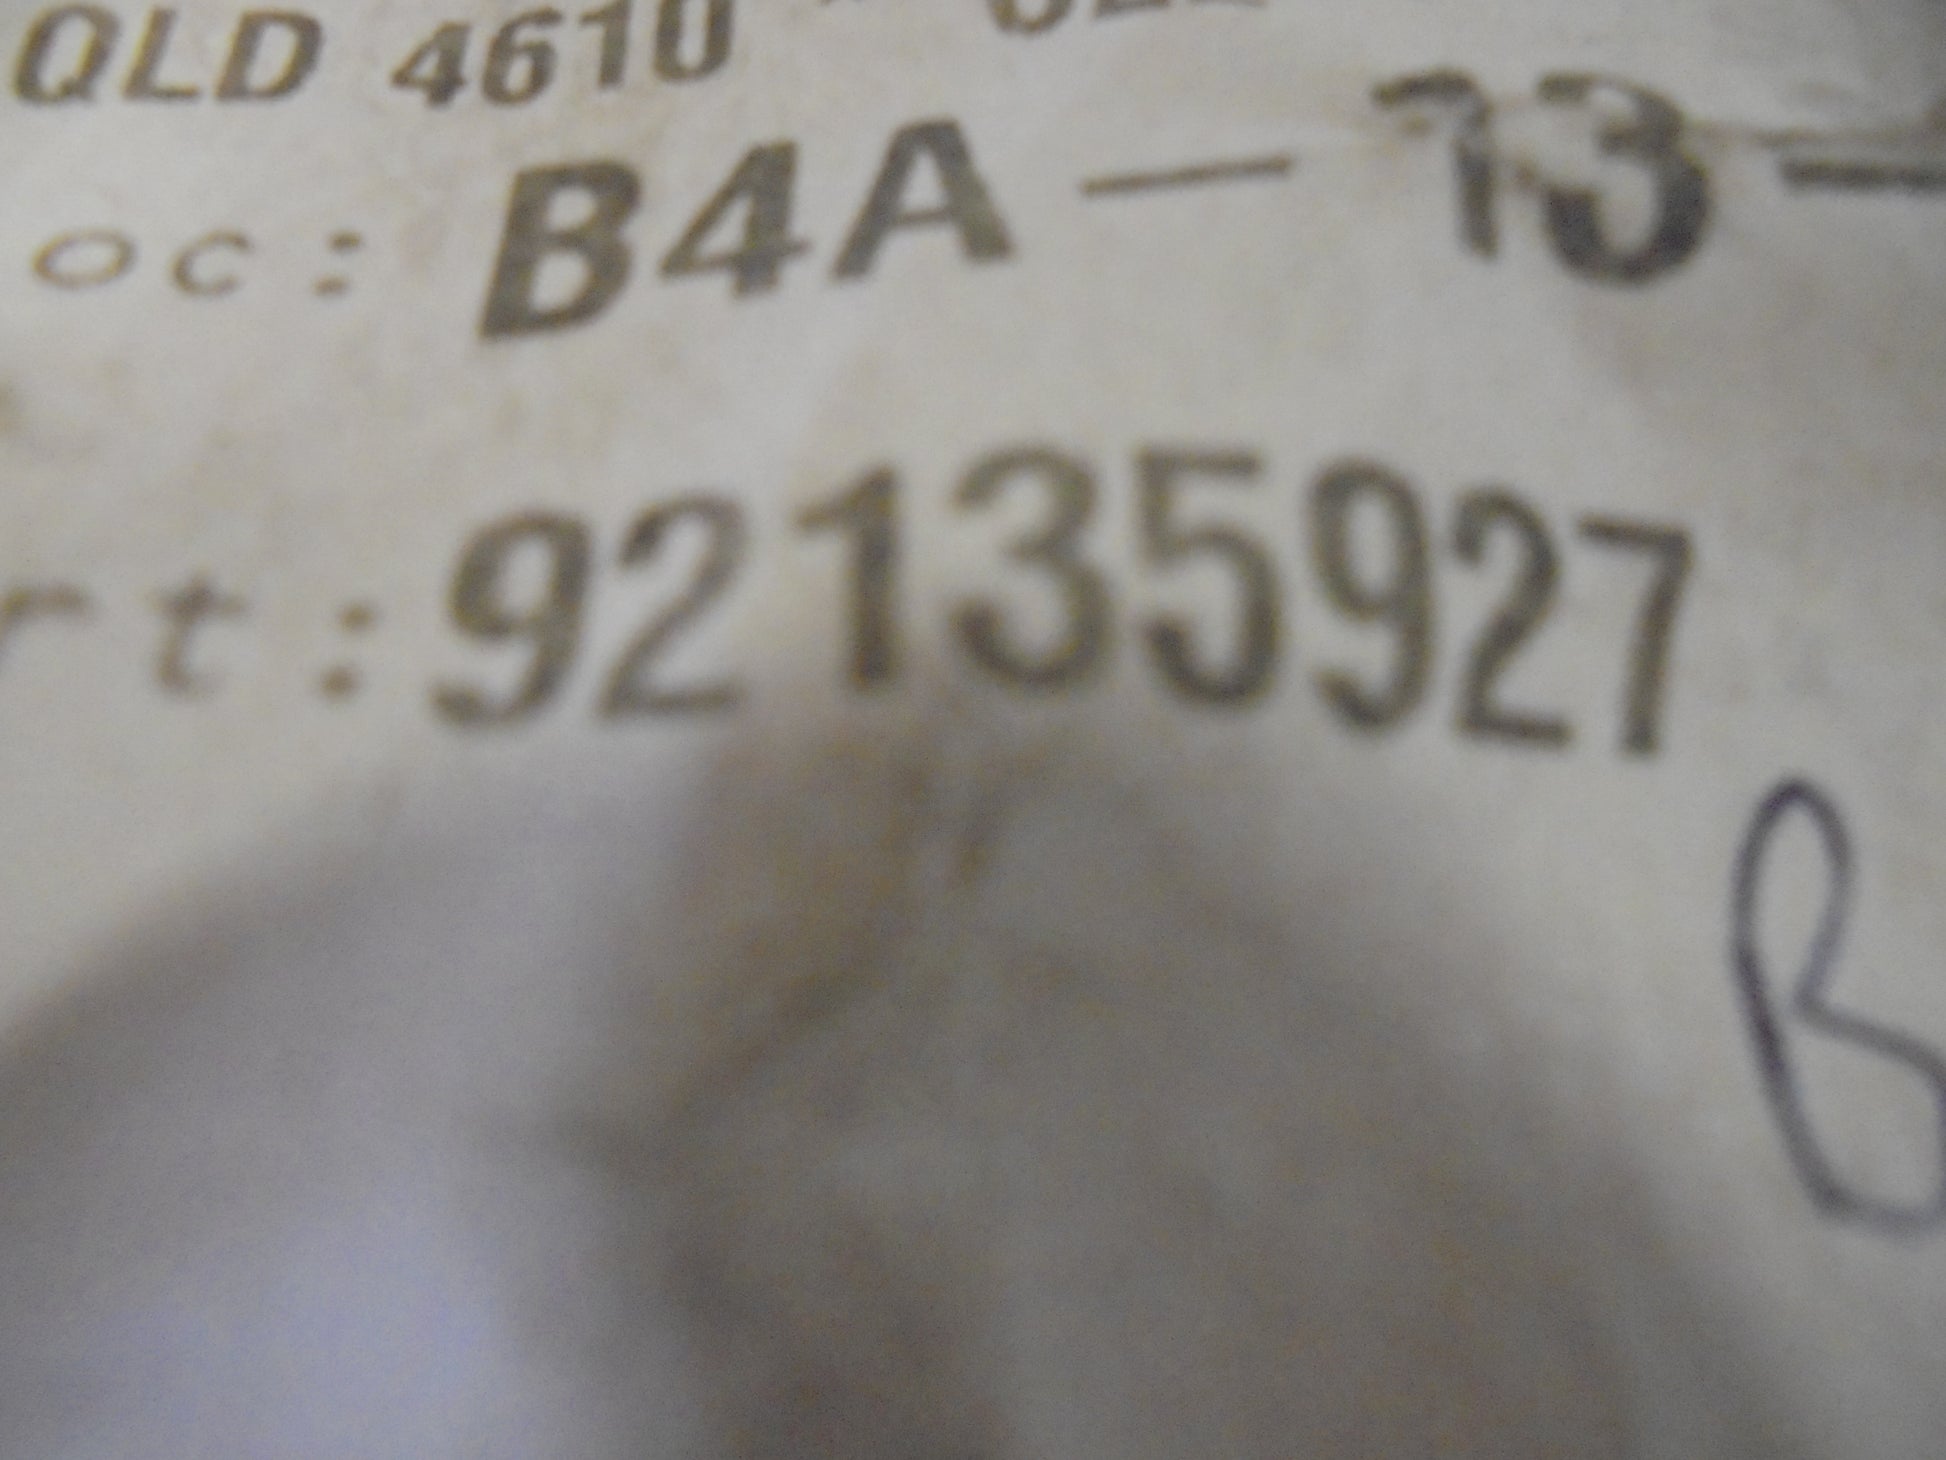 QLD 4610
oc: B4A — 13 —
rt: 92135927
B